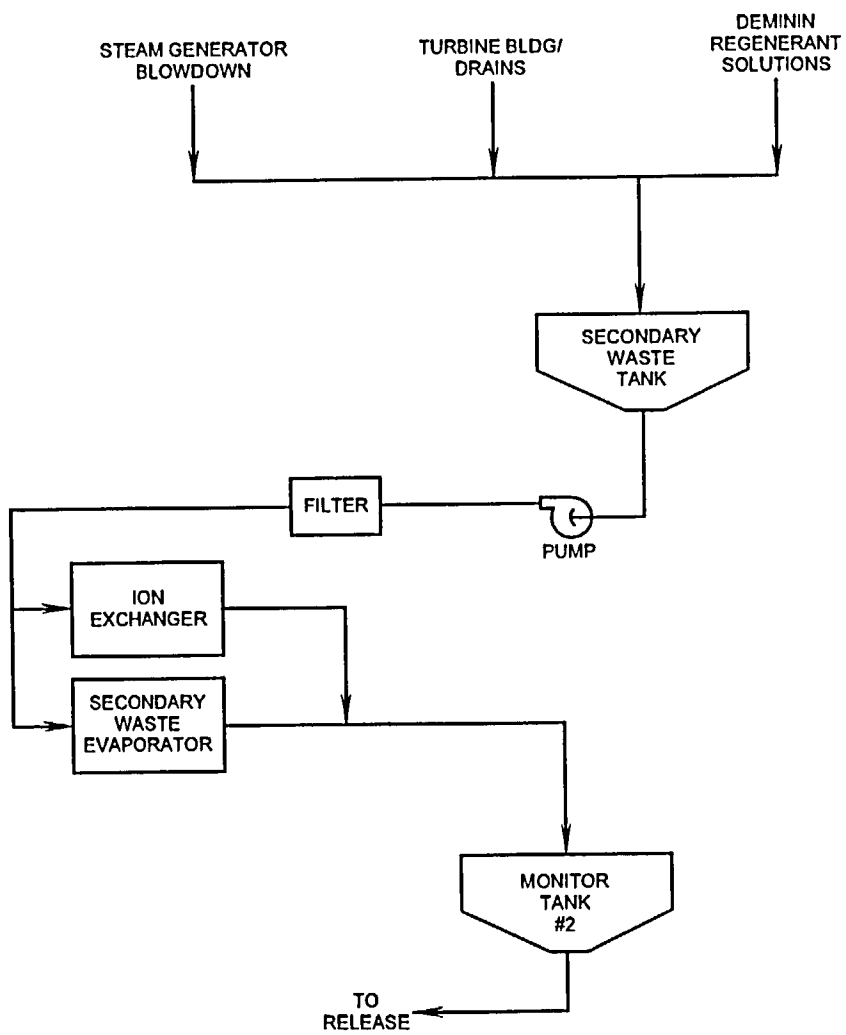 STEAM GENERATOR
BLOWDOWN
TURBINE BLDG/
DRAINS
DEMININ
REGENERANT
SOLUTIONS
SECONDARY
WASTE
TANK
FILTER
PUMP
ION
EXCHANGER
SECONDARY
WASTE
EVAPORATOR
MONITOR
TANK
#2
TO
RELEASE